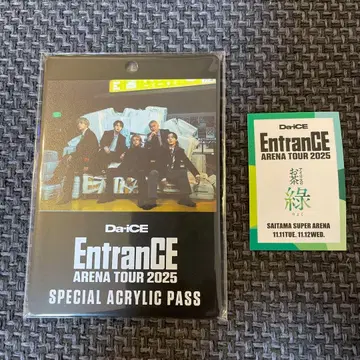 Da-iCE
EntranCE
ARENA TOUR 2025
SPECIAL ACRYLIC PASS
Da-iCE
EntranCE
ARENA TOUR 2025
緑
SAITAMA SUPER ARENA
11.11TUE. 11.12WED.